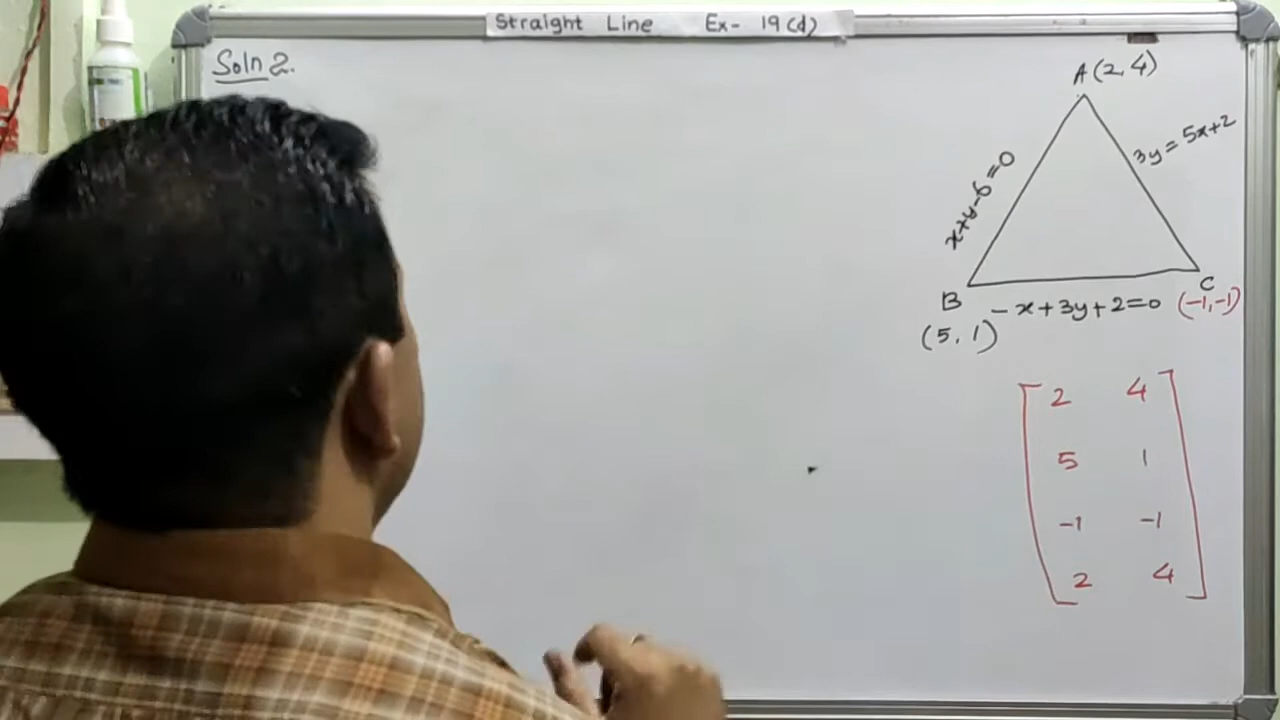 Straight Line Ex- 19(d)
Soln 2.
A (2, 4)
x+y-6=0
3y = 5x+2
B
C
(5, 1)
-x+3y+2=0
(-1,-1)
2 4
5 1
-1 -1
2 4